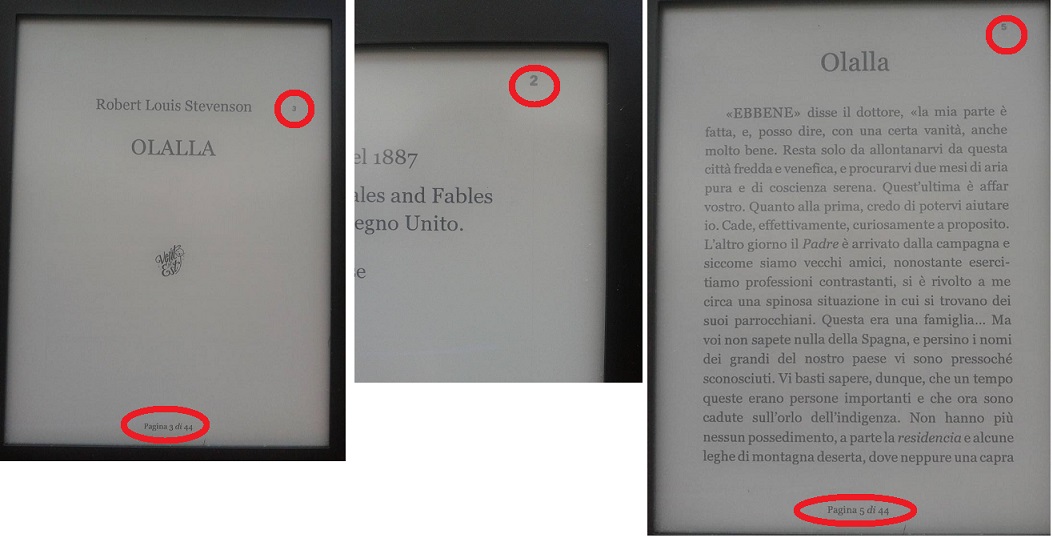 Robert Louis Stevenson
3
OLALLA
Volat
Est
Pagina 3 di 44
2
el 1887
ales and Fables
egno Unito.
se
5
Olalla
«EBBENE» disse il dottore, «la mia parte è
fatta, e, posso dire, con una certa vanità, anche
molto bene. Resta solo da allontanarvi da questa
città fredda e venefica, e procurarvi due mesi di aria
pura e di coscienza serena. Quest'ultima è affar
vostro. Quanto alla prima, credo di potervi aiutare
io. Cade, effettivamente, curiosamente a proposito.
L'altro giorno il Padre è arrivato dalla campagna e
siccome siamo vecchi amici, nonostante eserci-
tiamo professioni contrastanti, si è rivolto a me
circa una spinosa situazione in cui si trovano dei
suoi parrocchiani. Questa era una famiglia... Ma
voi non sapete nulla della Spagna, e persino i nomi
dei grandi del nostro paese vi sono pressoché
sconosciuti. Vi basti sapere, dunque, che un tempo
queste erano persone importanti e che ora sono
cadute sull'orlo dell'indigenza. Non hanno più
nessun possedimento, a parte la residencia e alcune
leghe di montagna deserta, dove neppure una capra
Pagina 5 di 44